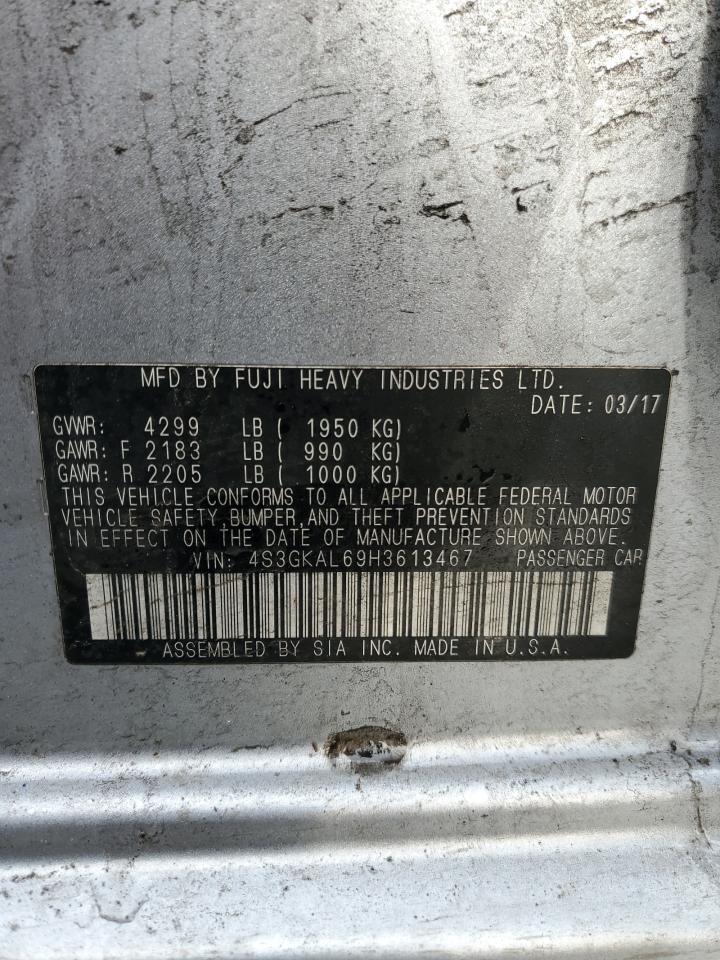 MFD BY FUJI HEAVY INDUSTRIES LTD.
DATE: 03/17
GVWR: 4299 LB ( 1950 KG)
GAWR: F 2183 LB ( 990 KG)
GAWR: R 2205 LB ( 1000 KG)
THIS VEHICLE CONFORMS TO ALL APPLICABLE FEDERAL MOTOR
VEHICLE SAFETY, BUMPER, AND THEFT PREVENTION STANDARDS
IN EFFECT ON THE DATE OF MANUFACTURE SHOWN ABOVE.
VIN: 4S3GKAL69H3613467 PASSENGER CAR
ASSEMBLED BY SIA INC. MADE IN U.S.A.